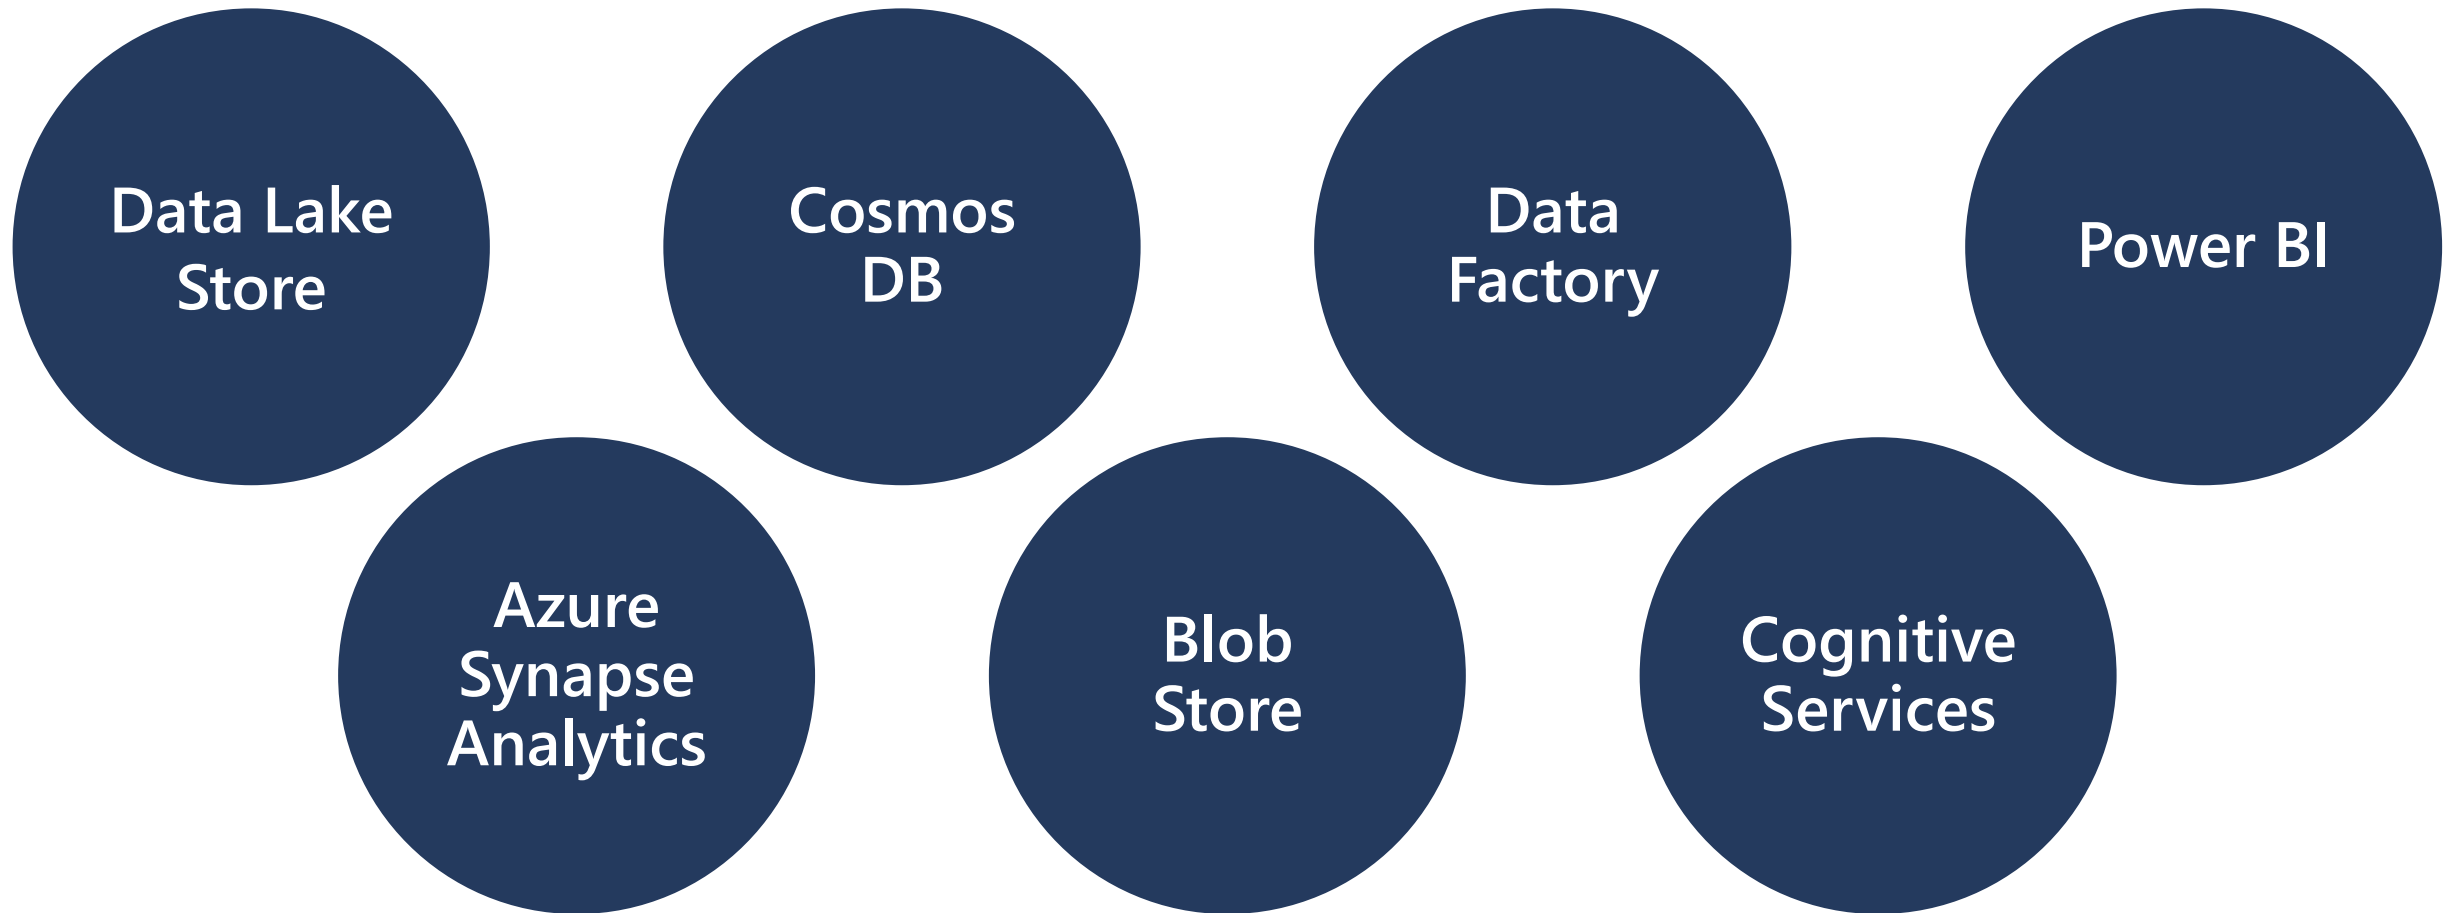 Data Lake
Store
Cosmos
DB
Data
Factory
Power BI
Azure
Synapse
Analytics
Blob
Store
Cognitive
Services